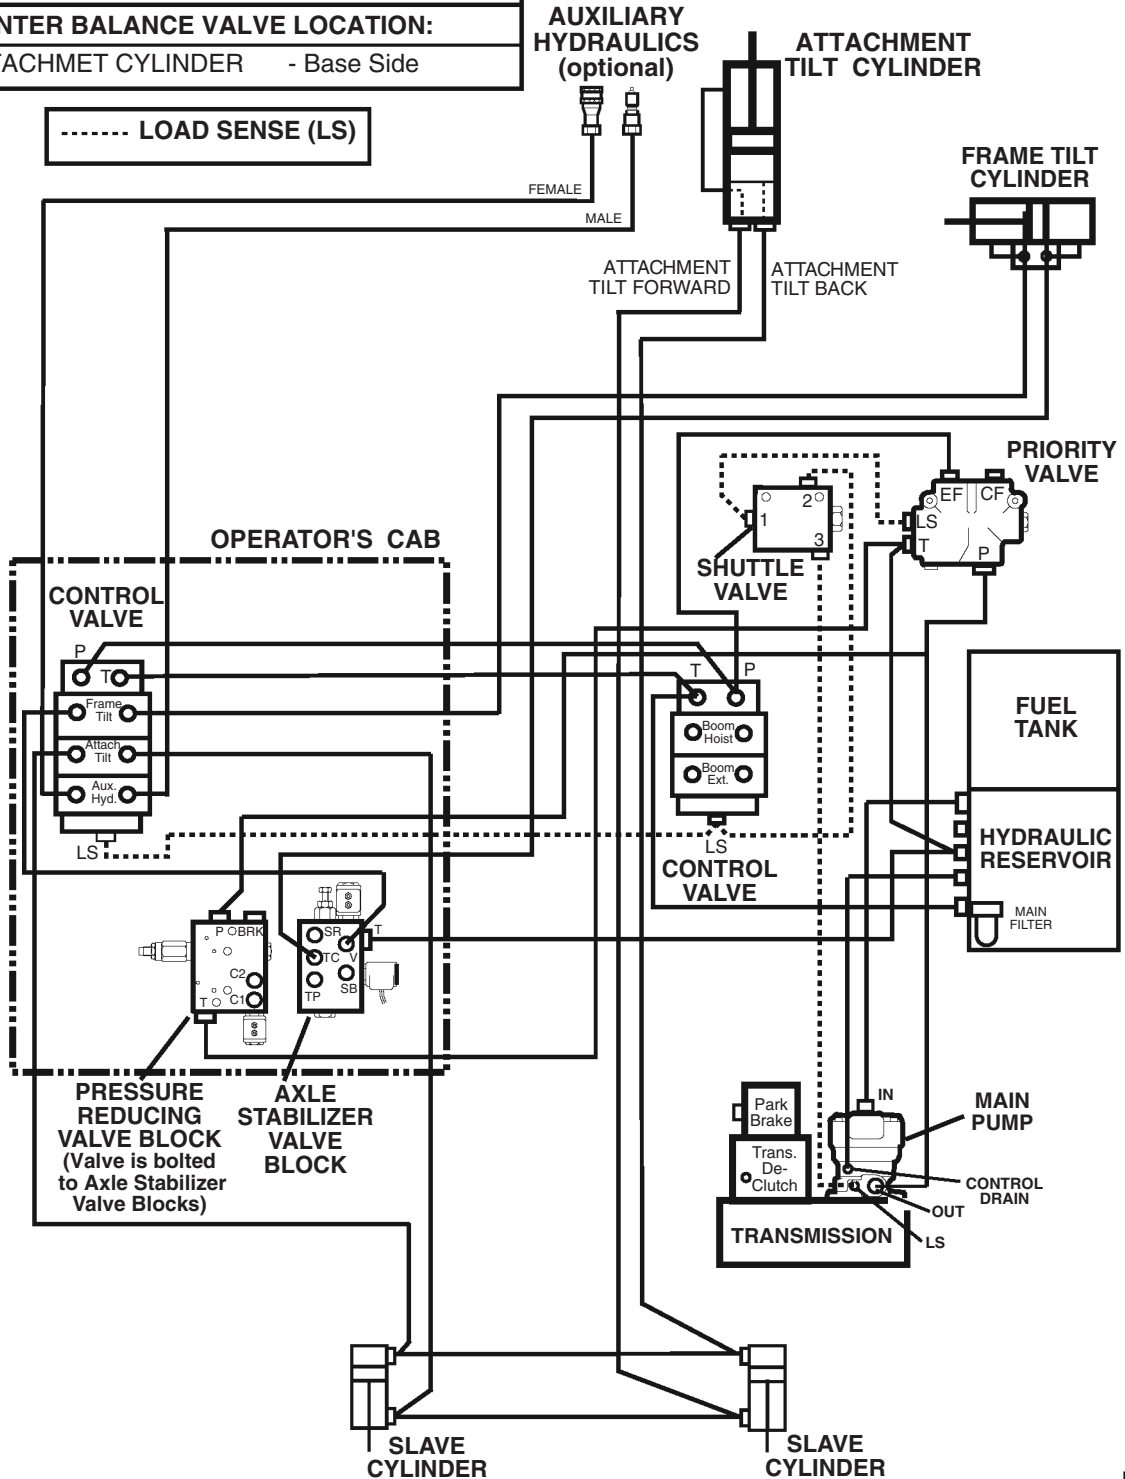 NTER BALANCE VALVE LOCATION:
TACHMET CYLINDER - Base Side
LOAD SENSE (LS)
AUXILIARY
HYDRAULICS
(optional)
ATTACHMENT
TILT CYLINDER
FRAME TILT
CYLINDER
FEMALE
MALE
ATTACHMENT
TILT FORWARD
ATTACHMENT
TILT BACK
PRIORITY
VALVE
EF CF
LS
T
P
1
2
3
SHUTTLE
VALVE
OPERATOR'S CAB
CONTROL
VALVE
P
T
Frame
Tilt
Attach
Tilt
Aux.
Hyd.
LS
T P
Boom
Hoist
Boom
Ext.
LS
CONTROL
VALVE
FUEL
TANK
HYDRAULIC
RESERVOIR
MAIN
FILTER
P BRK
C2
C1
T
SR
T
TC V
SB
TP
PRESSURE
REDUCING
VALVE BLOCK
(Valve is bolted
to Axle Stabilizer
Valve Blocks)
AXLE
STABILIZER
VALVE
BLOCK
Park
Brake
Trans.
De-
Clutch
IN
MAIN
PUMP
CONTROL
DRAIN
OUT
LS
TRANSMISSION
SLAVE
CYLINDER
SLAVE
CYLINDER